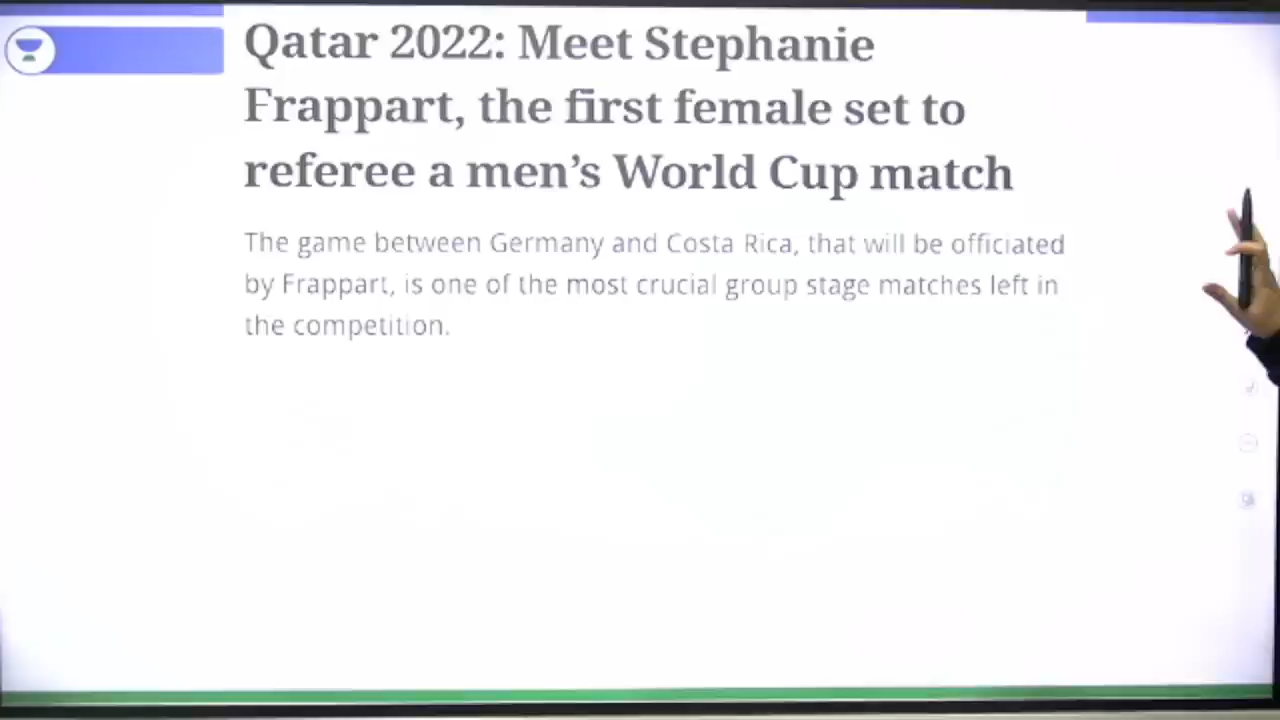 Qatar 2022: Meet Stephanie
Frappart, the first female set to
referee a men’s World Cup match
The game between Germany and Costa Rica, that will be officiated
by Frappart, is one of the most crucial group stage matches left in
the competition.